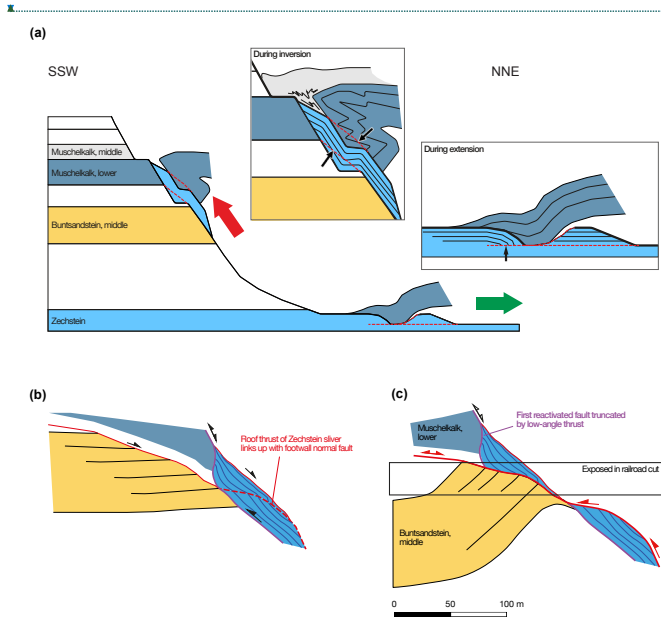 (a)
SSW
NNE
During inversion
During extension
Muschelkalk, middle
Muschelkalk, lower
Buntsandstein, middle
Zechstein
(b)
Roof thrust of Zechstein sliver
links up with footwall normal fault
(c)
First reactivated fault truncated
by low-angle thrust
Muschelkalk,
lower
Exposed in railroad cut
Buntsandstein,
middle
0 50 100 m